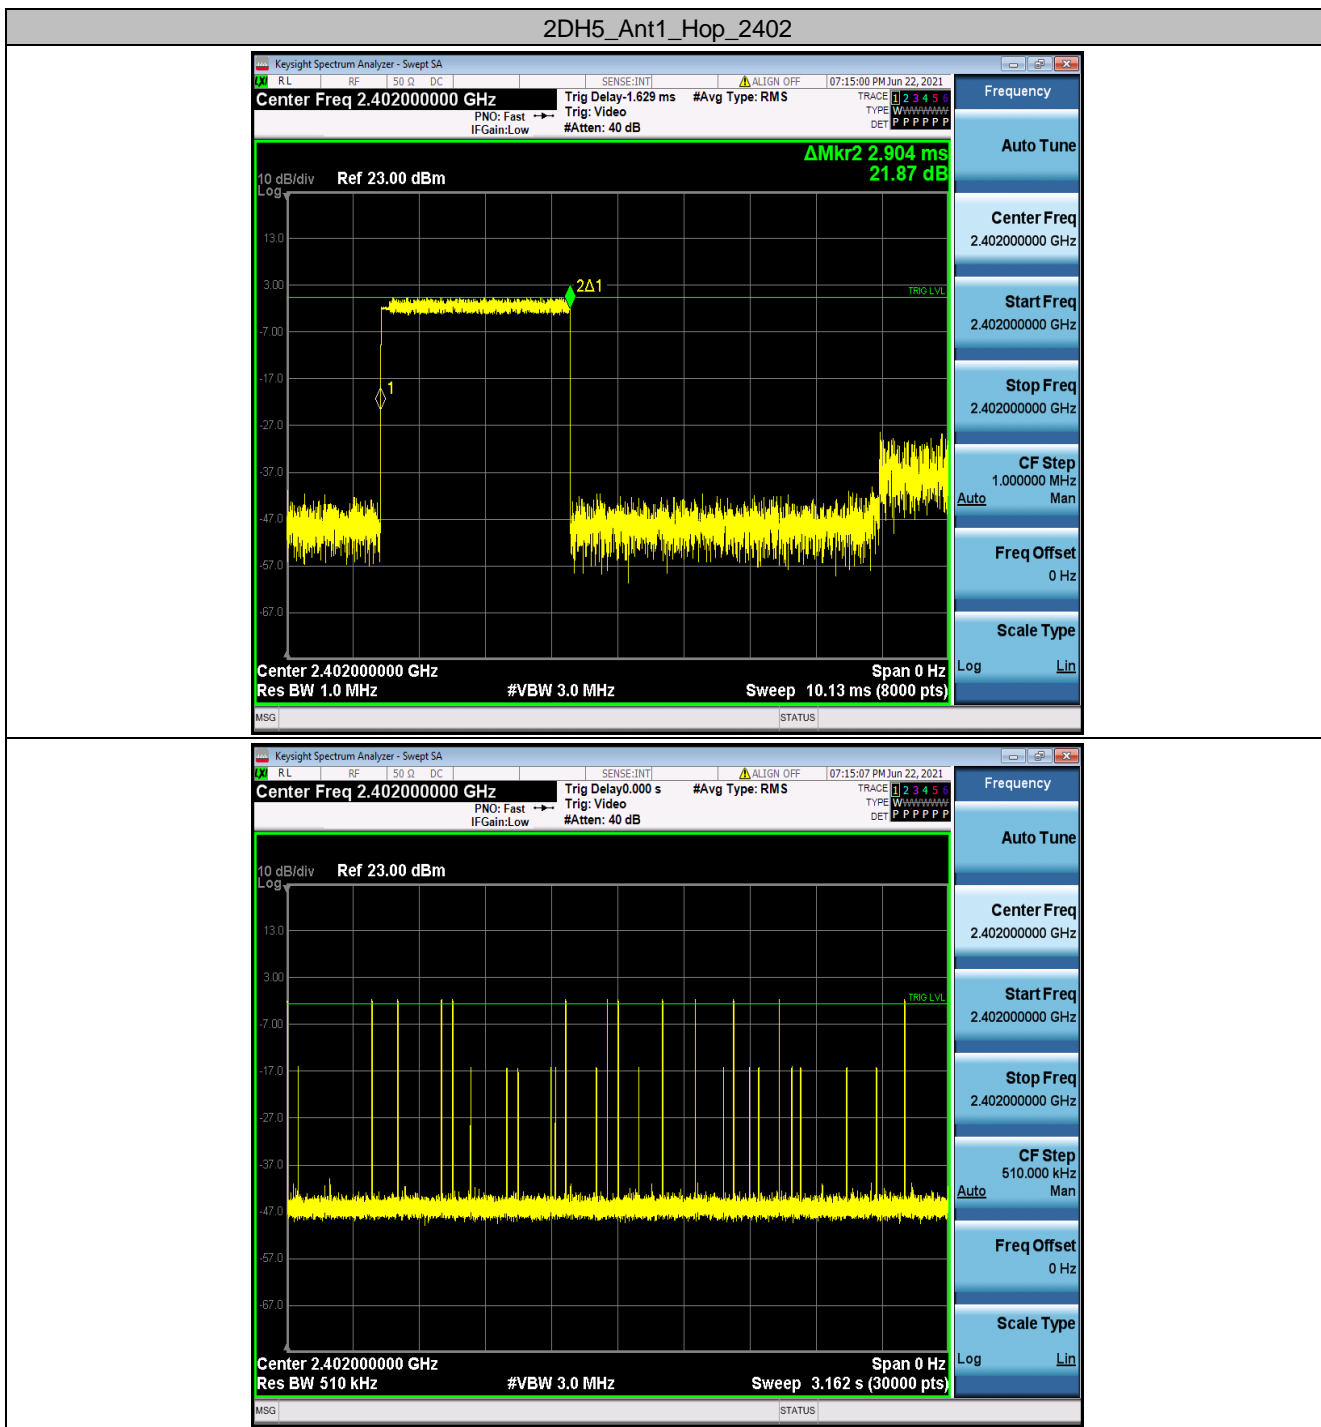 2DH5_Ant1_Hop_2402
Keysight Spectrum Analyzer - Swept SA
LXI RL RF 50 Ω DC SENSE:INT ALIGN OFF 07:15:00 PM Jun 22, 2021
Center Freq 2.402000000 GHz
PNO: Fast
IFGain:Low
Trig Delay-1.629 ms
Trig: Video
#Atten: 40 dB
#Avg Type: RMS
TRACE 1 2 3 4 5 6
TYPE WWWWWW
DET P P P P P P
ΔMkr2 2.904 ms
21.87 dB
10 dB/div
Log
Ref 23.00 dBm
13.0
3.00
-7.00
-17.0
-27.0
-37.0
-47.0
-57.0
-67.0
2Δ1
TRIG LVL
1
Center 2.402000000 GHz Span 0 Hz
Res BW 1.0 MHz #VBW 3.0 MHz Sweep 10.13 ms (8000 pts)
MSG STATUS
Frequency
Auto Tune
Center Freq
2.402000000 GHz
Start Freq
2.402000000 GHz
Stop Freq
2.402000000 GHz
CF Step
1.000000 MHz
Auto Man
Freq Offset
0 Hz
Scale Type
Log Lin
Keysight Spectrum Analyzer - Swept SA
LXI RL RF 50 Ω DC SENSE:INT ALIGN OFF 07:15:07 PM Jun 22, 2021
Center Freq 2.402000000 GHz
PNO: Fast
IFGain:Low
Trig Delay0.000 s
Trig: Video
#Atten: 40 dB
#Avg Type: RMS
TRACE 1 2 3 4 5 6
TYPE WWWWWW
DET P P P P P P
10 dB/div
Log
Ref 23.00 dBm
13.0
3.00
-7.00
-17.0
-27.0
-37.0
-47.0
-57.0
-67.0
TRIG LVL
Center 2.402000000 GHz Span 0 Hz
Res BW 510 kHz #VBW 3.0 MHz Sweep 3.162 s (30000 pts)
MSG STATUS
Frequency
Auto Tune
Center Freq
2.402000000 GHz
Start Freq
2.402000000 GHz
Stop Freq
2.402000000 GHz
CF Step
510.000 kHz
Auto Man
Freq Offset
0 Hz
Scale Type
Log Lin